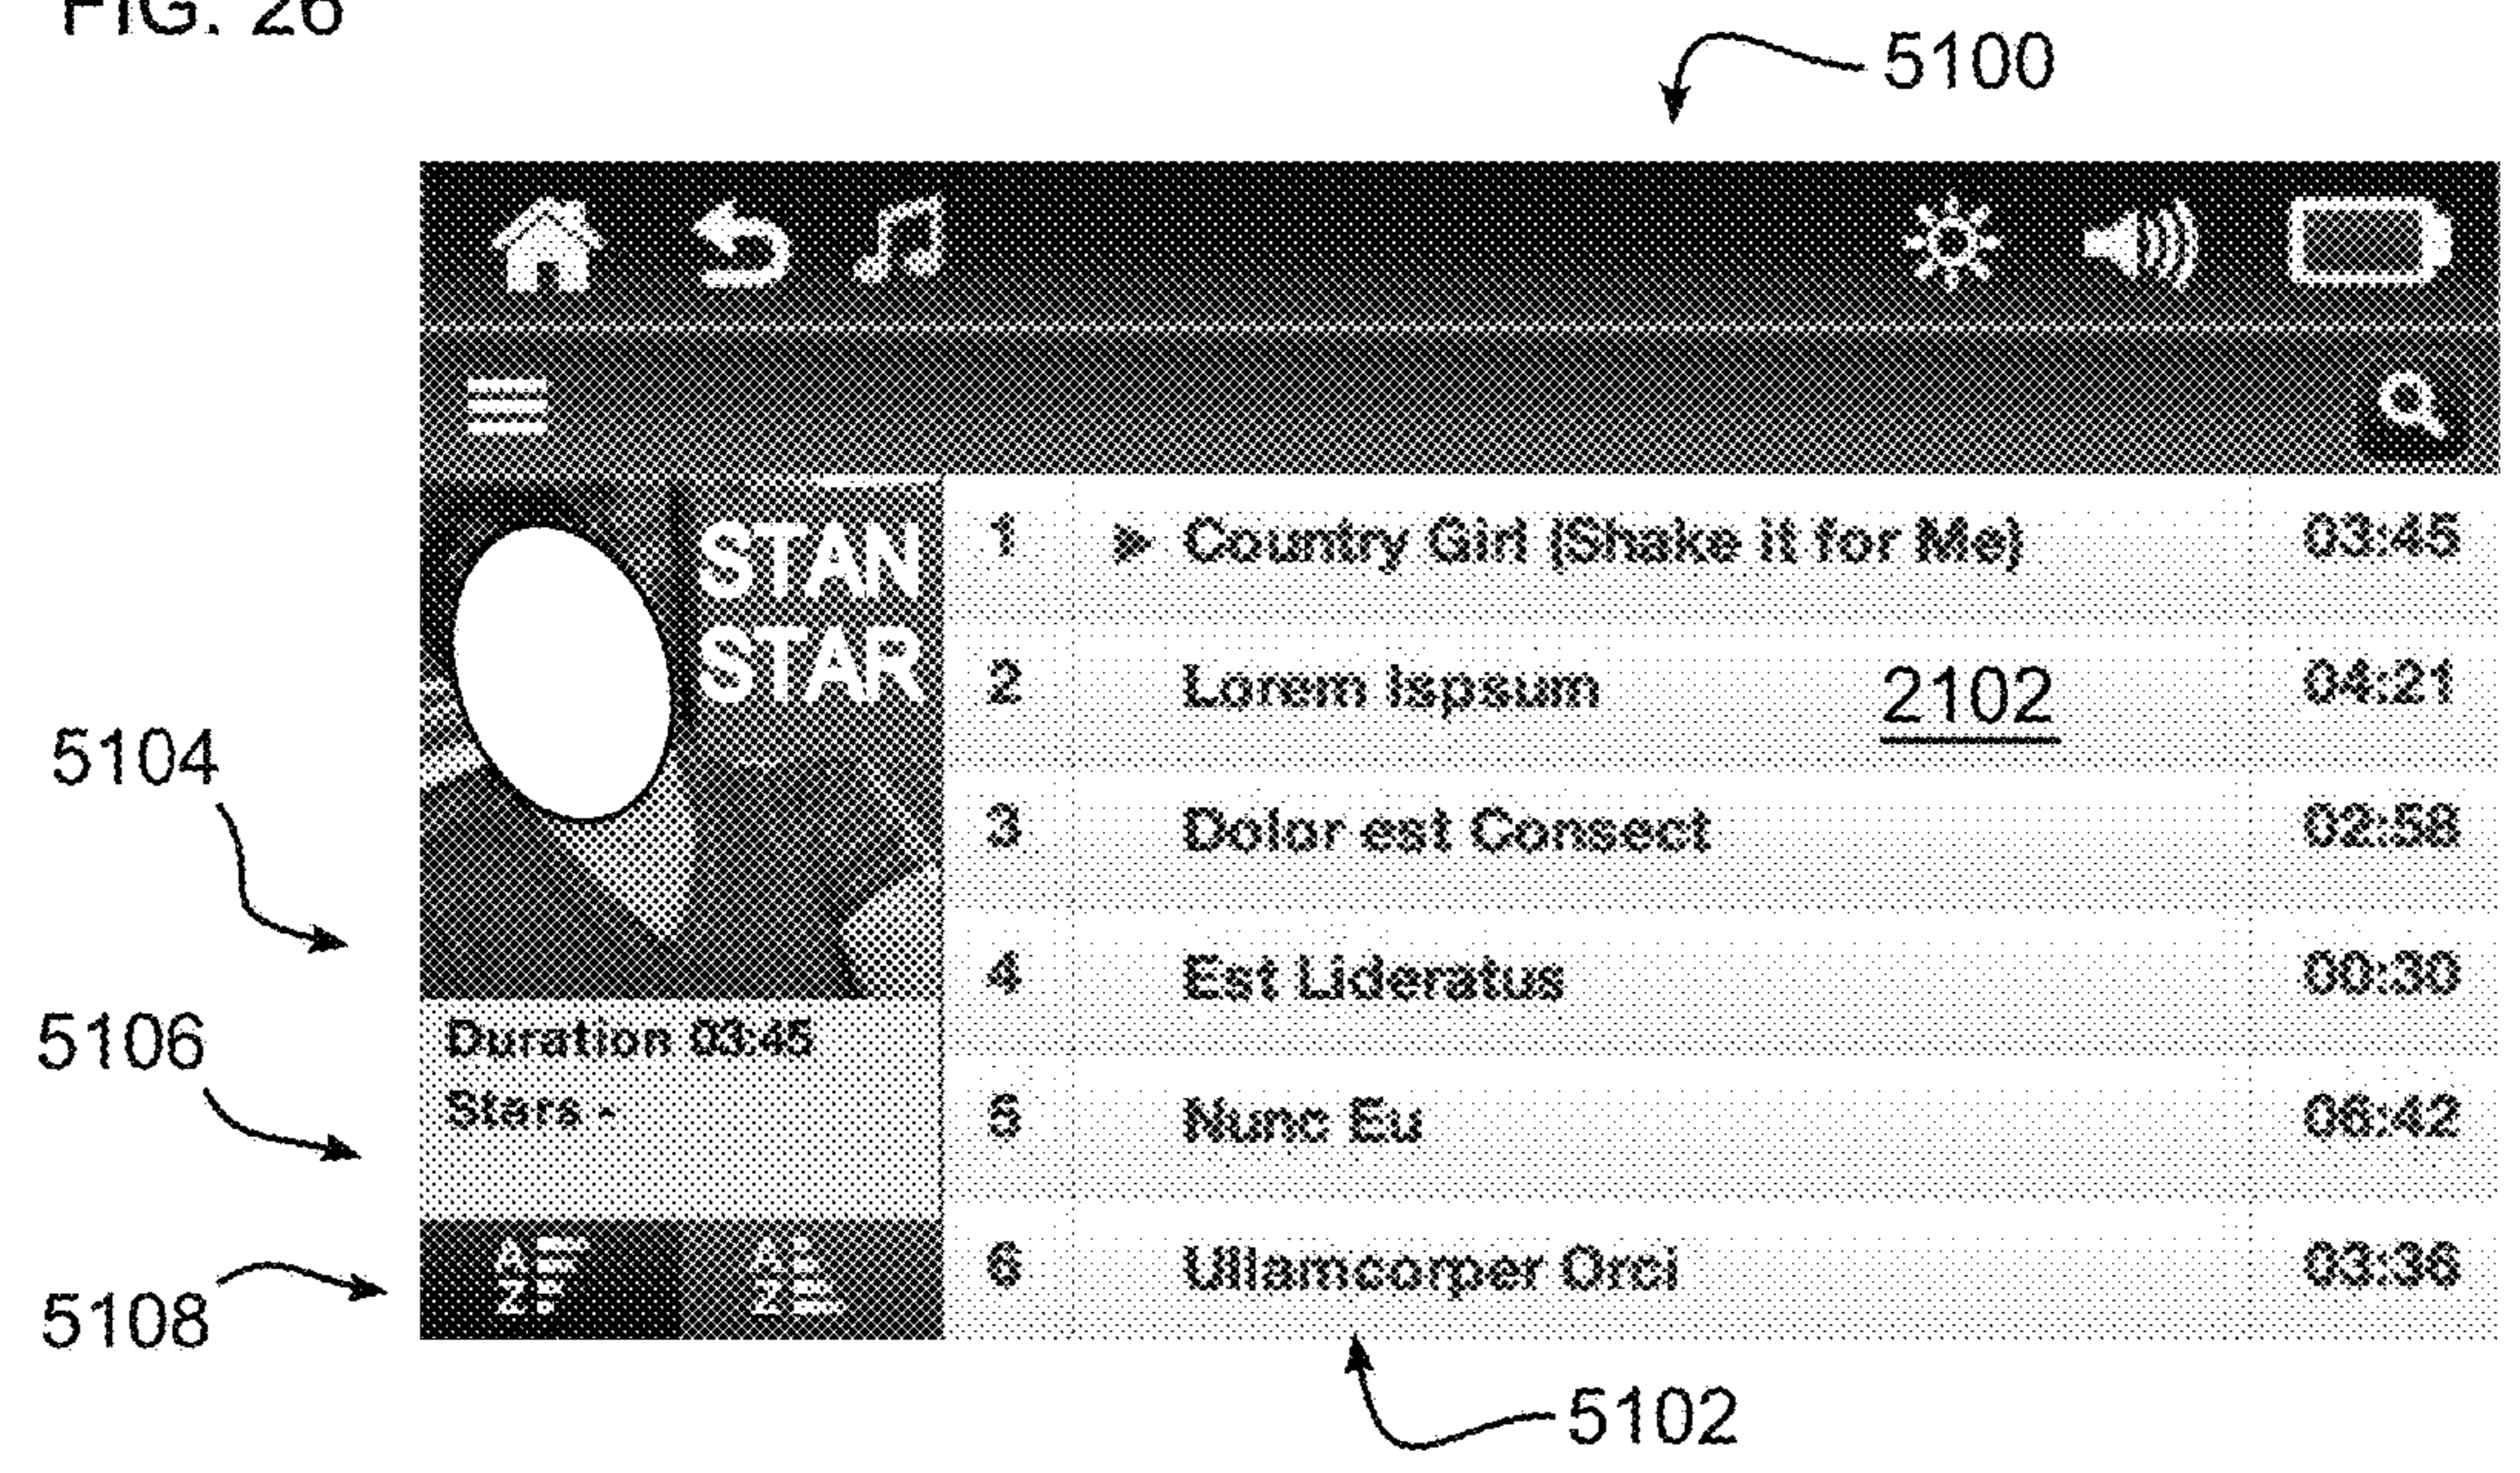 FIG. 26
5100
STAN
STAR
1 ▶ Country Girl (Shake it for Me) 03:45
2 Lorem Ispsum 2102 04:21
3 Dolor est Consect 02:58
4 Est Lideratus 00:30
5 Nunc Eu 06:42
6 Ullamcorper Orci 03:36
5104
5106
Duration 03:45
Stars -
5108
A
Z
A
Z
5102